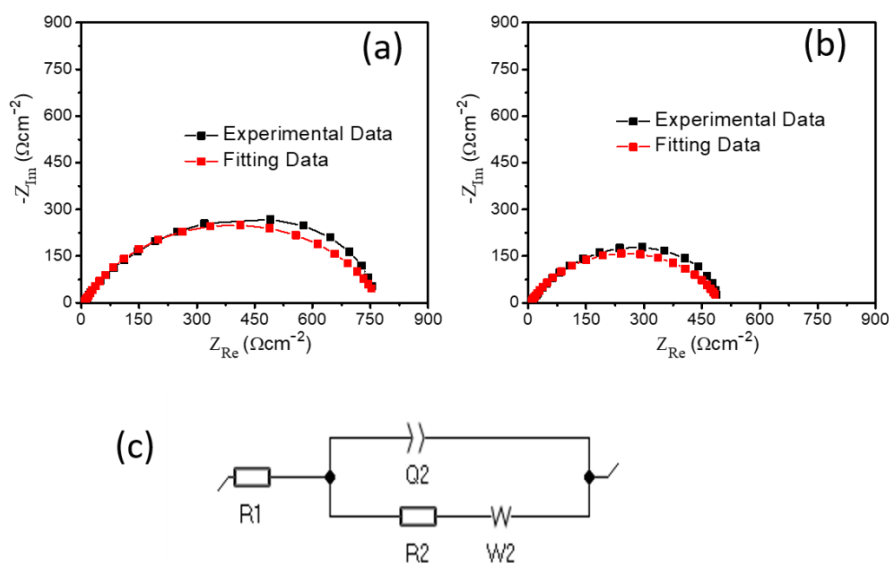 (a)
900
750
600
450
300
150
0
-Z_Im (Ωcm⁻²)
Experimental Data
Fitting Data
0 150 300 450 600 750 900
Z_Re (Ωcm⁻²)
(b)
900
750
600
450
300
150
0
-Z_Im (Ωcm⁻²)
Experimental Data
Fitting Data
0 150 300 450 600 750 900
Z_Re (Ωcm⁻²)
(c)
R1
Q2
R2 W2